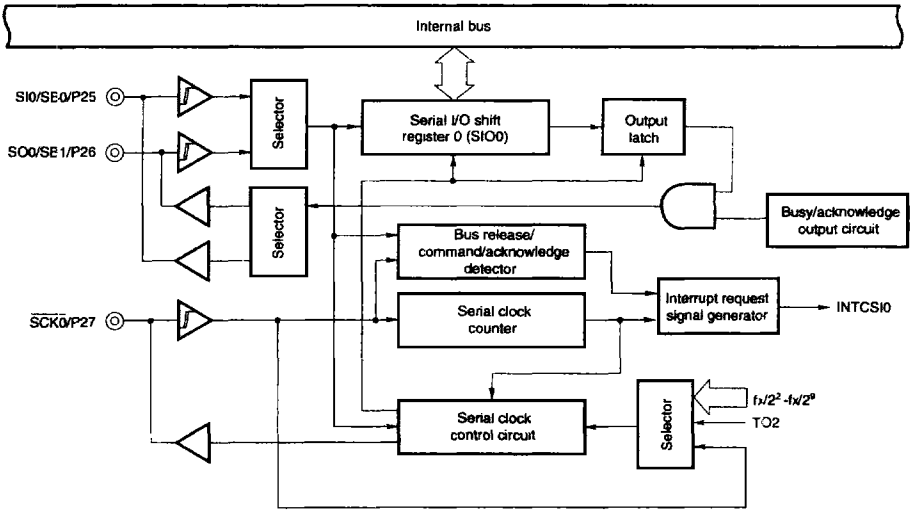 Internal bus
SI0/SB0/P25
Selector
Serial I/O shift
register 0 (SIO0)
Output
latch
SO0/SB1/P26
Selector
Busy/acknowledge
output circuit
Bus release/
command/acknowledge
detector
SCK0/P27
Serial clock
counter
Interrupt request
signal generator
INTCSI0
Serial clock
control circuit
Selector
fx/2²-fx/2⁹
TO2